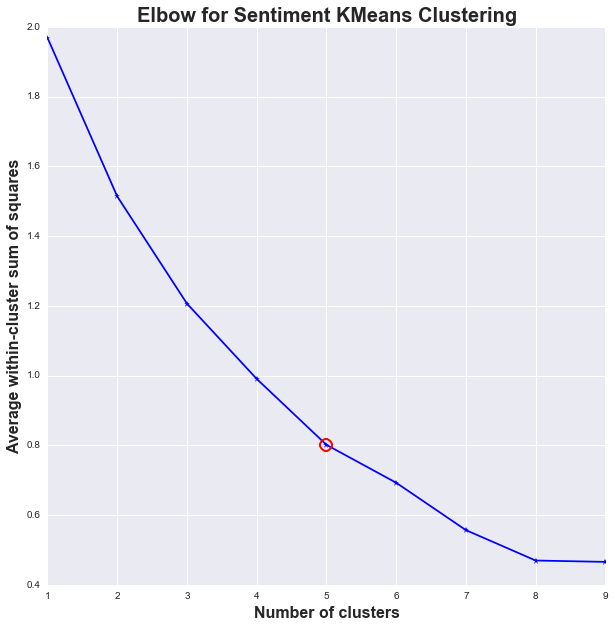 Elbow for Sentiment KMeans Clustering
Average within-cluster sum of squares
2.0
1.8
1.6
1.4
1.2
1.0
0.8
0.6
0.4
1 2 3 4 5 6 7 8 9
Number of clusters